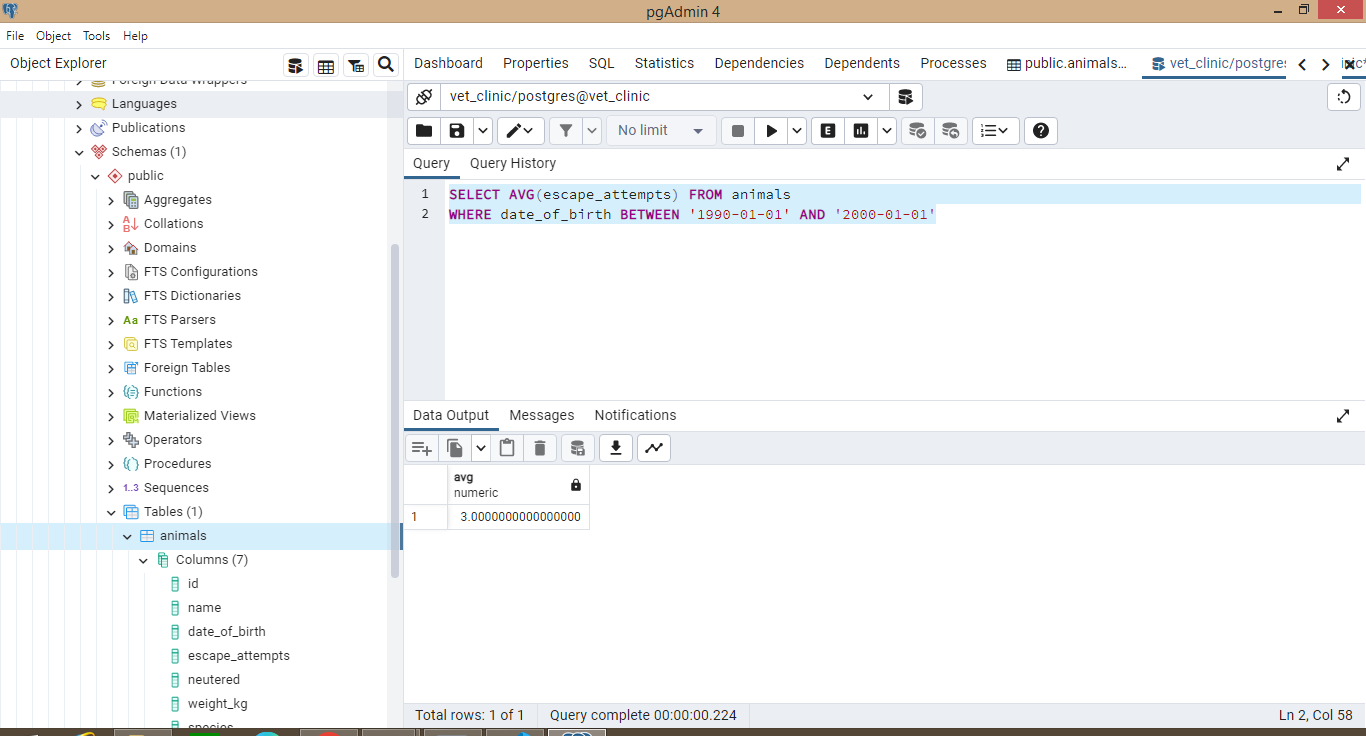 pgAdmin 4
File Object Tools Help
Object Explorer
Dashboard Properties SQL Statistics Dependencies Dependents Processes public.animals... vet_clinic/postgres
Foreign Data Wrappers
Languages
Publications
Schemas (1)
public
Aggregates
Collations
Domains
FTS Configurations
FTS Dictionaries
Aa FTS Parsers
FTS Templates
Foreign Tables
Functions
Materialized Views
Operators
Procedures
1..3 Sequences
Tables (1)
animals
Columns (7)
id
name
date_of_birth
escape_attempts
neutered
weight_kg
species
vet_clinic/postgres@vet_clinic
No limit
Query Query History
1 SELECT AVG(escape_attempts) FROM animals
2 WHERE date_of_birth BETWEEN '1990-01-01' AND '2000-01-01'
Data Output Messages Notifications
avg
numeric
1 3.0000000000000000
Total rows: 1 of 1 Query complete 00:00:00.224 Ln 2, Col 58